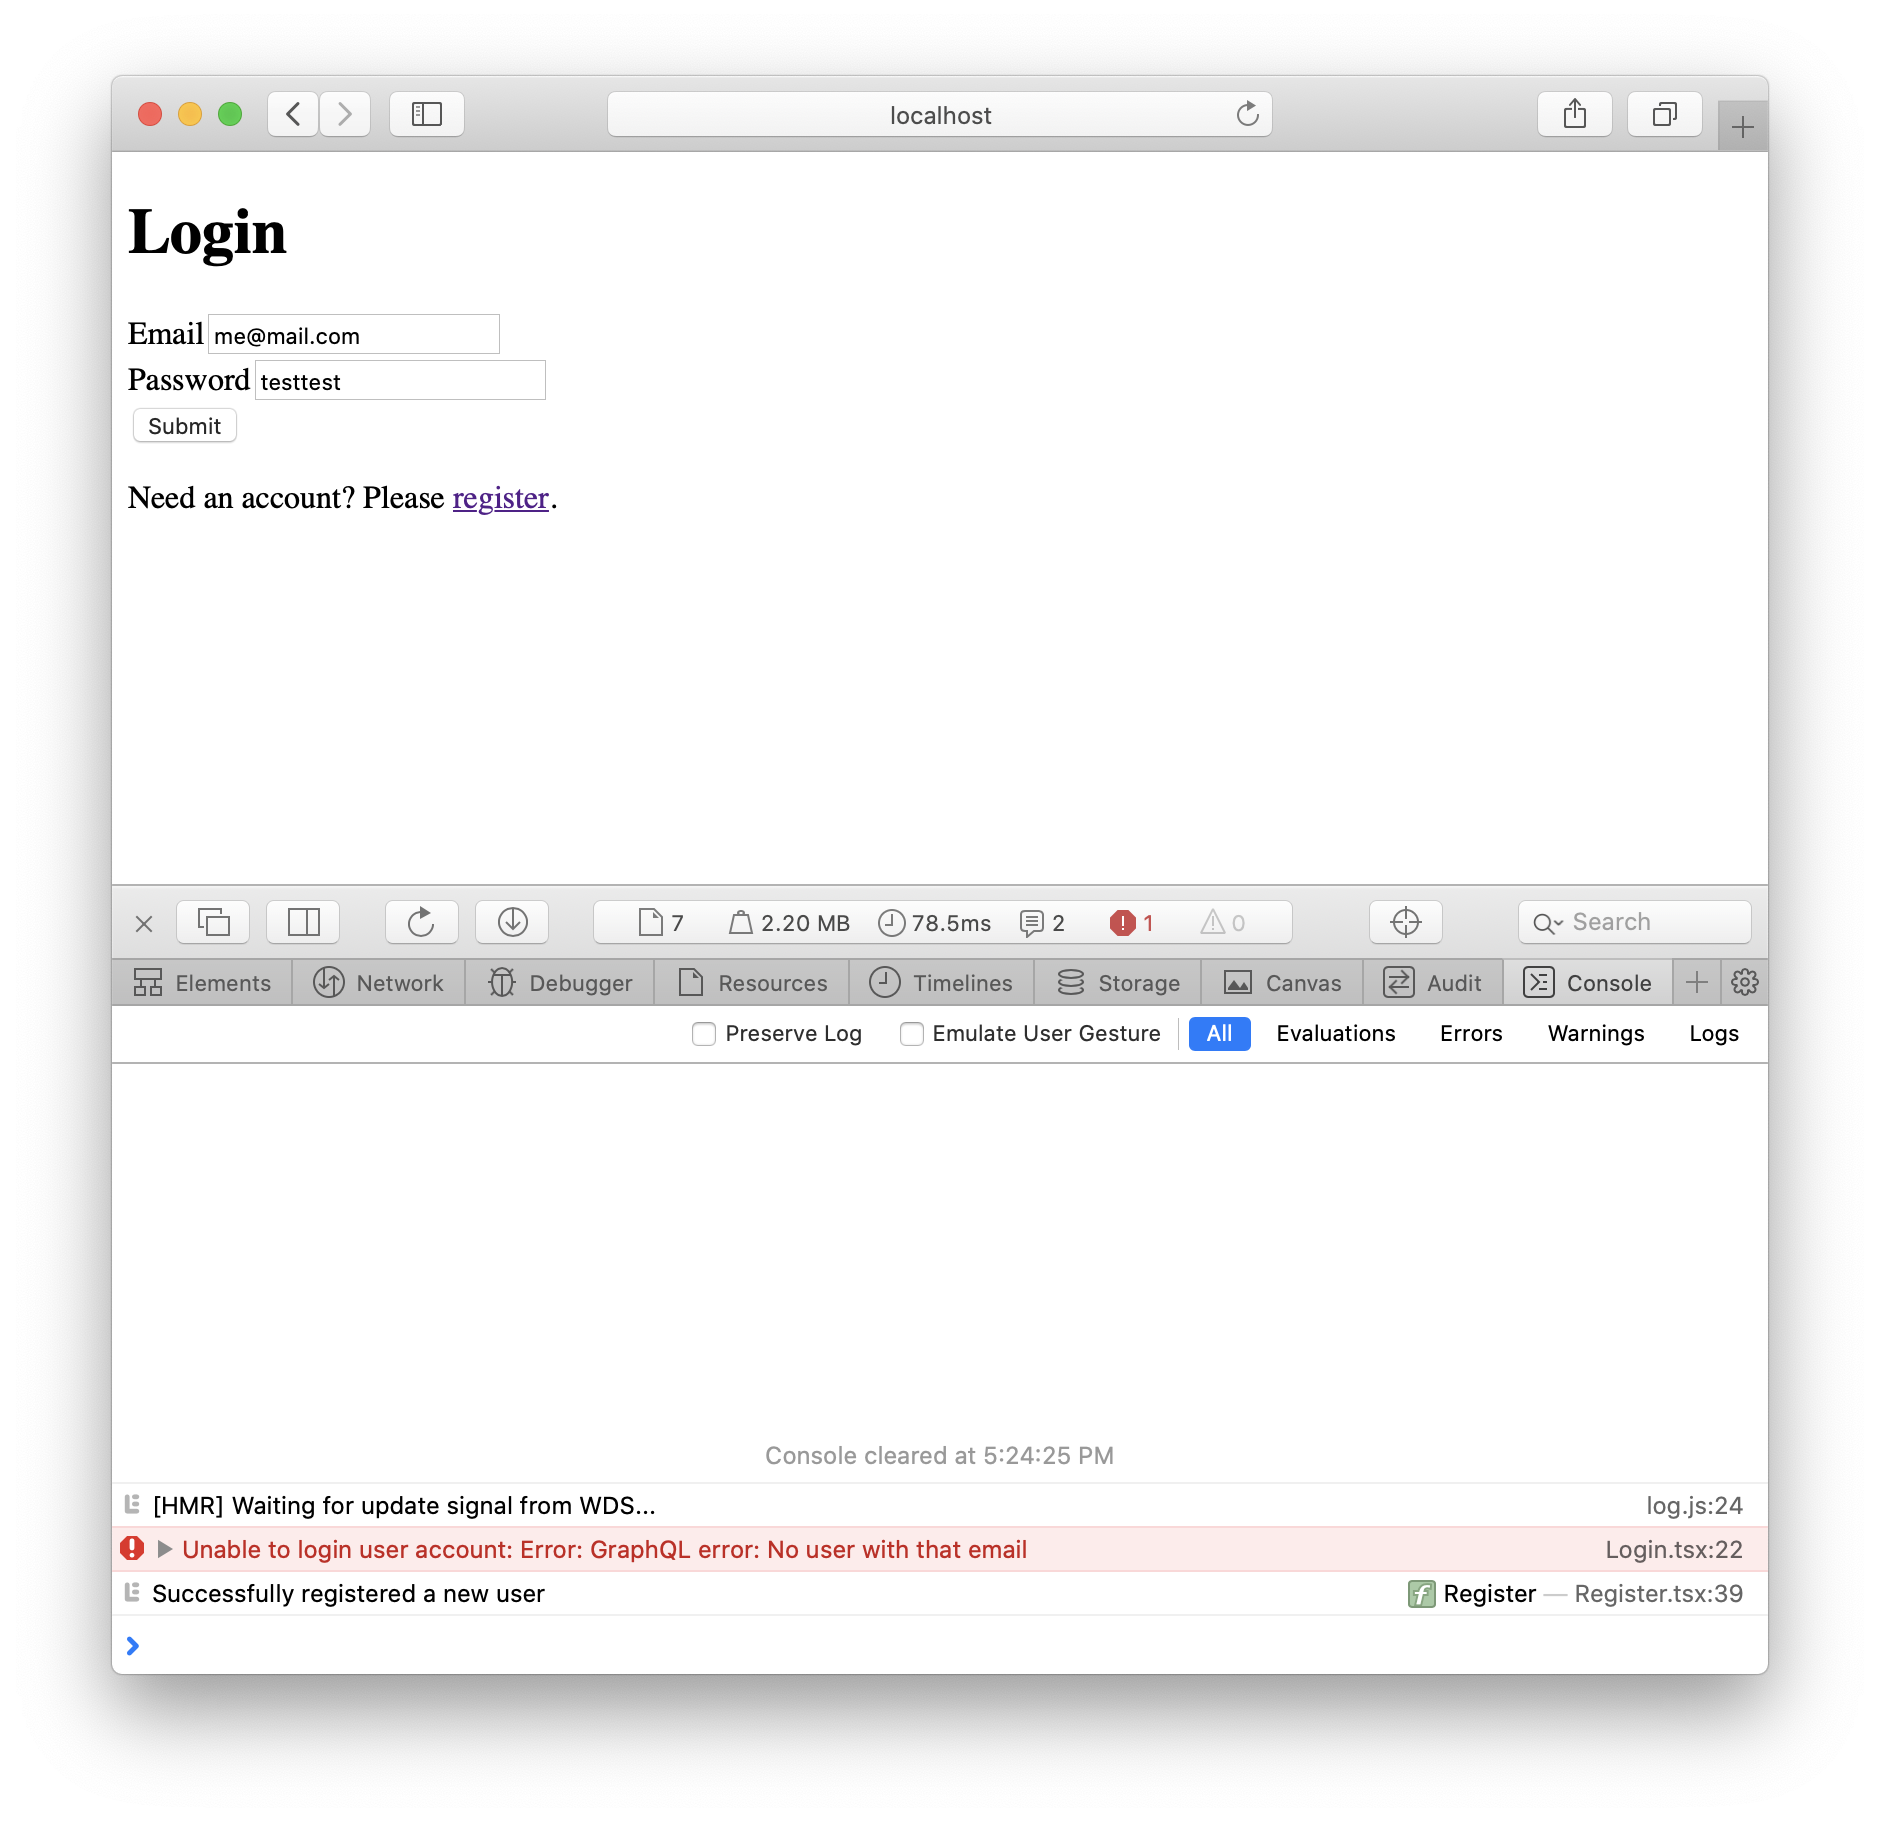 localhost
Login
Email me@mail.com
Password testtest
Submit
Need an account? Please register.
7 2.20 MB 78.5ms 2 1 0 Search
Elements Network Debugger Resources Timelines Storage Canvas Audit Console
Preserve Log Emulate User Gesture All Evaluations Errors Warnings Logs
Console cleared at 5:24:25 PM
[HMR] Waiting for update signal from WDS... log.js:24
Unable to login user account: Error: GraphQL error: No user with that email Login.tsx:22
Successfully registered a new user f Register — Register.tsx:39